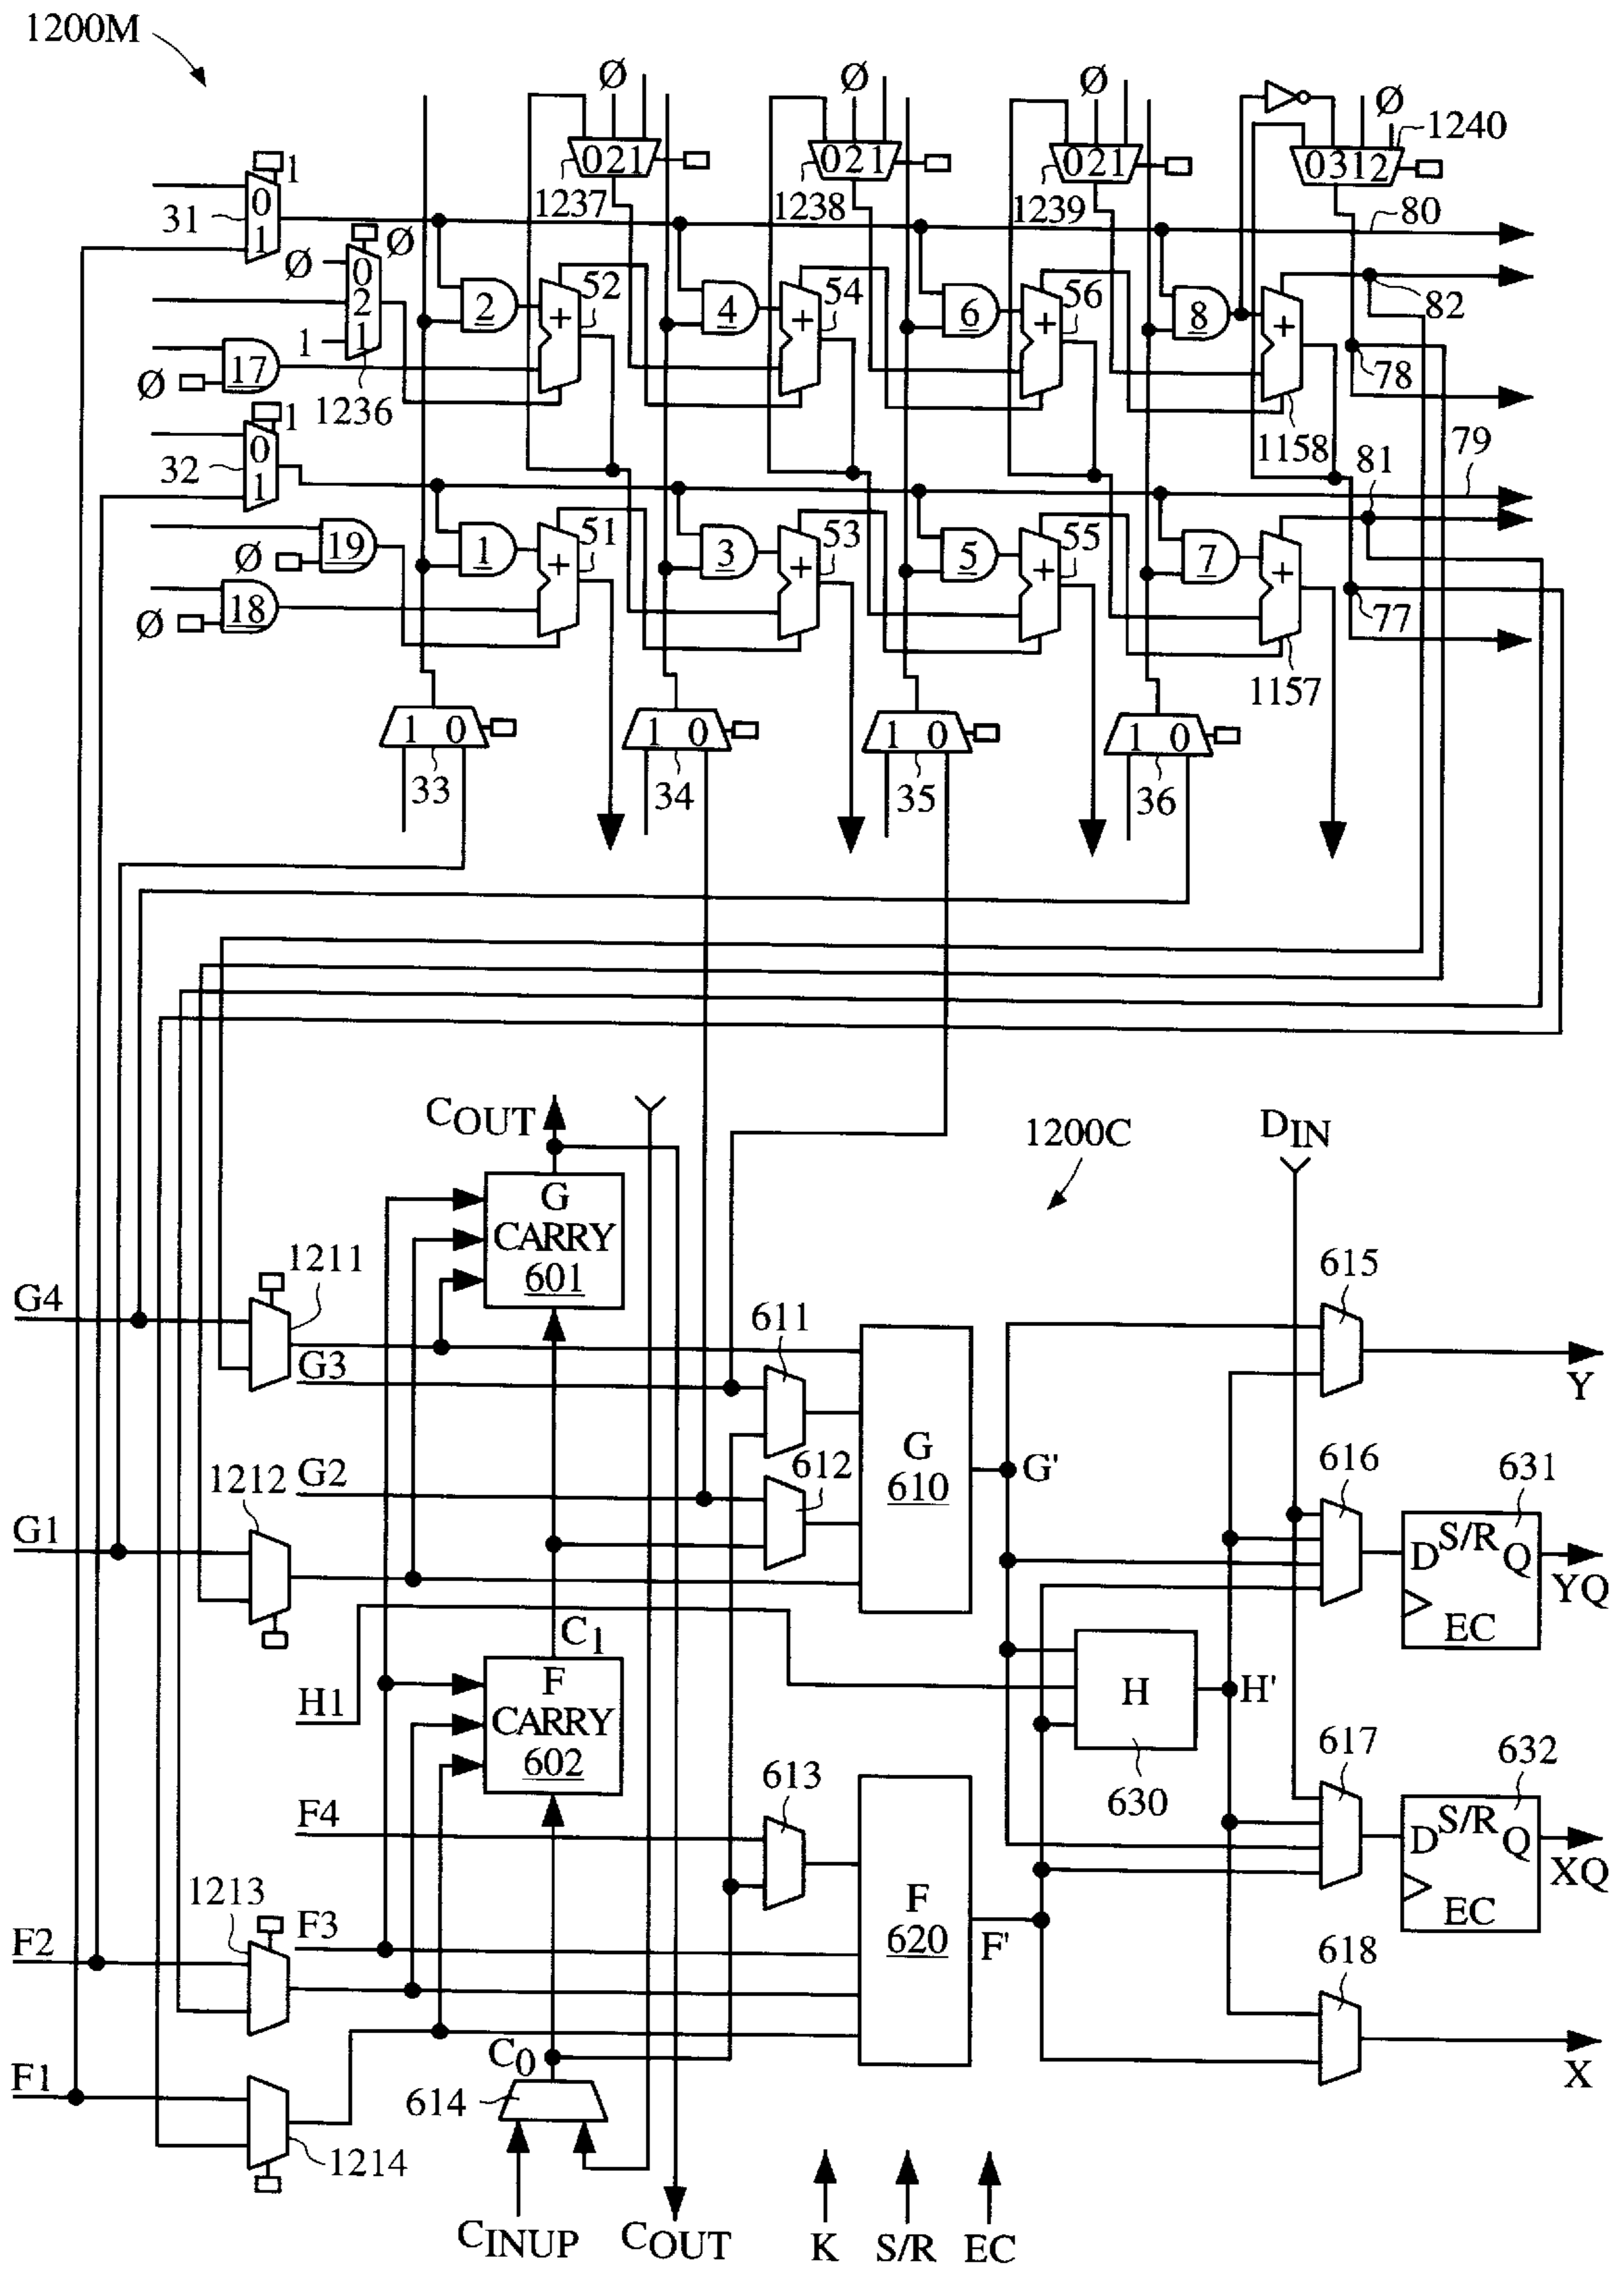 1200M
Ø Ø Ø Ø
1240
1 021 021 021 0312
0
31 1237 1238 1239 80
1 Ø
Ø 0
2 2 52 4 54 6 56 8 82
+ + + +
1 1
Ø 17 78
1236 1158
1 79
0 81
32
1
19 1 51 3 53 5 55 7
Ø + + + +
18
Ø 77
1157
1 0 1 0 1 0 1 0
33 34 35 36
COUT 1200C DIN
G
CARRY
601
1211 615
G4 611
G3 Y
G
610
1212 G2 612 G' 616 631
G1 D S/R Q
YQ
C1 EC
F
CARRY
602
H1 H H'
630
617 632
613
F4 D S/R Q
XQ
EC
1213 F
620
F2 F3 F' 618
C0
F1 614 X
1214
CINUP COUT K S/R EC